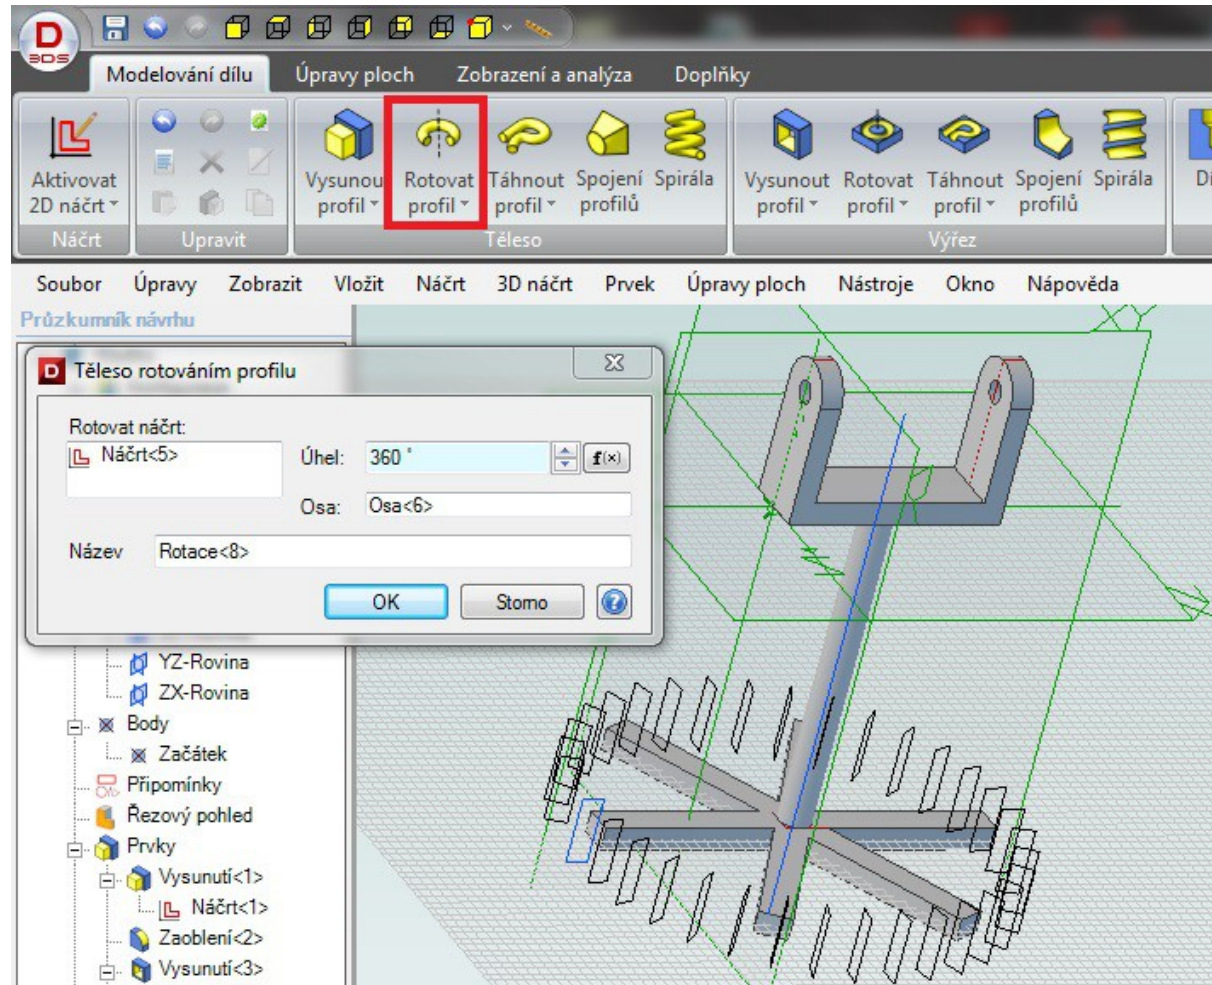 D
3DS
Modelování dílu Úpravy ploch Zobrazení a analýza Doplňky
Aktivovat
2D náčrt
Náčrt
Upravit
Vysunou
profil
Rotovat
profil
Táhnout
profil
Spojení
profilů
Spirála
Těleso
Vysunout
profil
Rotovat
profil
Táhnout
profil
Spojení
profilů
Spirála
Výřez
Soubor Úpravy Zobrazit Vložit Náčrt 3D náčrt Prvek Úpravy ploch Nástroje Okno Nápověda
Průzkumník návrhu
D Těleso rotováním profilu
Rotovat náčrt:
Náčrt<5>
Úhel: 360 ° f(×)
Osa: Osa<6>
Název Rotace<8>
OK Storno ?
YZ-Rovina
ZX-Rovina
Body
Začátek
Připomínky
Řezový pohled
Prvky
Vysunutí<1>
Náčrt<1>
Zaoblení<2>
Vysunutí<3>